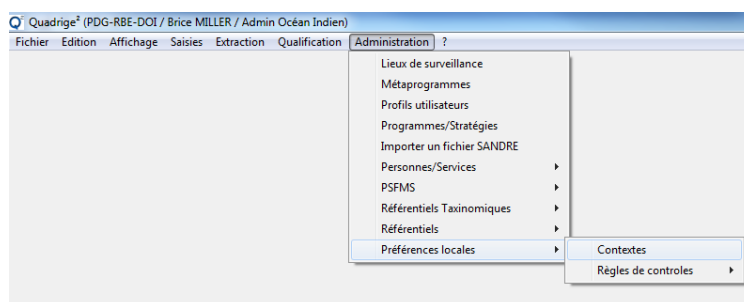 Quadrige² (PDG-RBE-DOI / Brice MILLER / Admin Océan Indien)
Fichier Edition Affichage Saisies Extraction Qualification Administration ?
Lieux de surveillance
Métaprogrammes
Profils utilisateurs
Programmes/Stratégies
Importer un fichier SANDRE
Personnes/Services
PSFMS
Référentiels Taxinomiques
Référentiels
Préférences locales
Contextes
Règles de controles